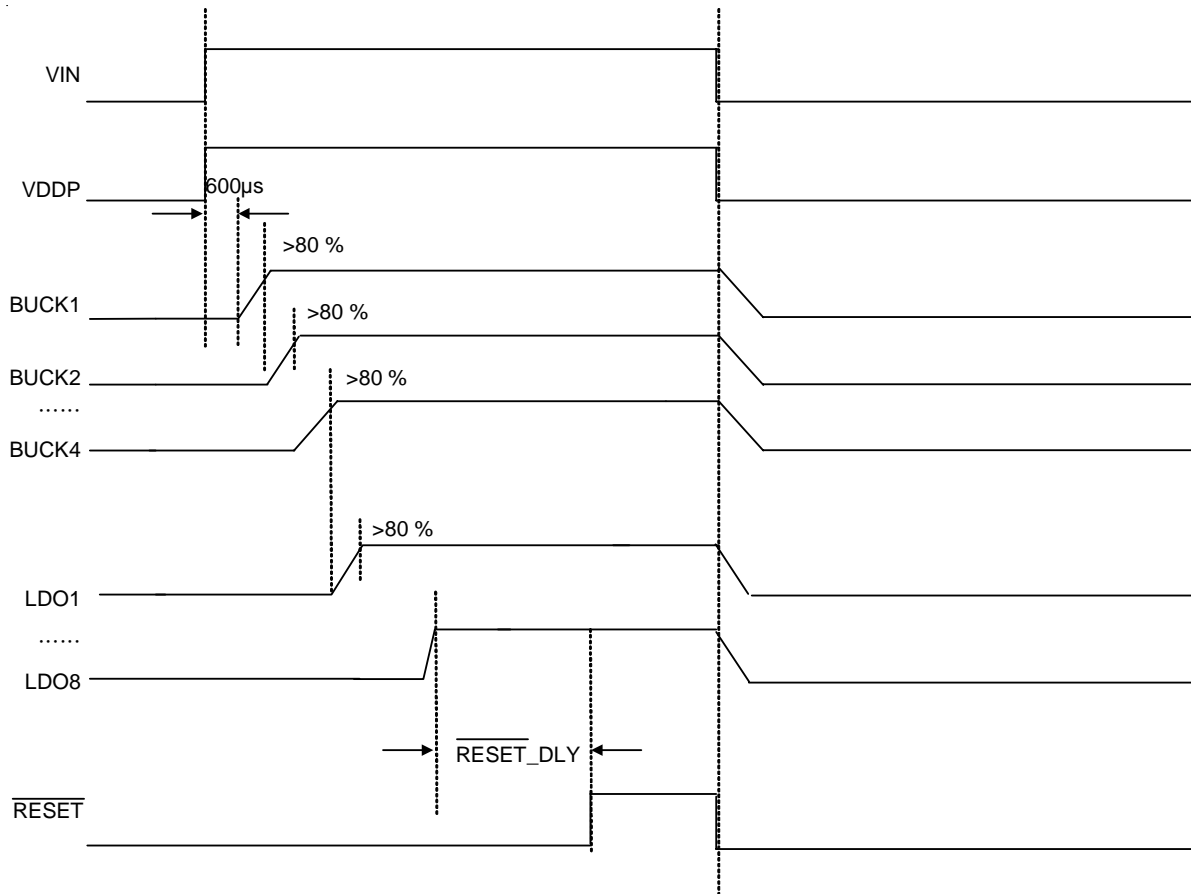 VIN
VDDP
600µs
>80 %
BUCK1
>80 %
BUCK2
......
>80 %
BUCK4
>80 %
LDO1
......
LDO8
RESET_DLY
RESET